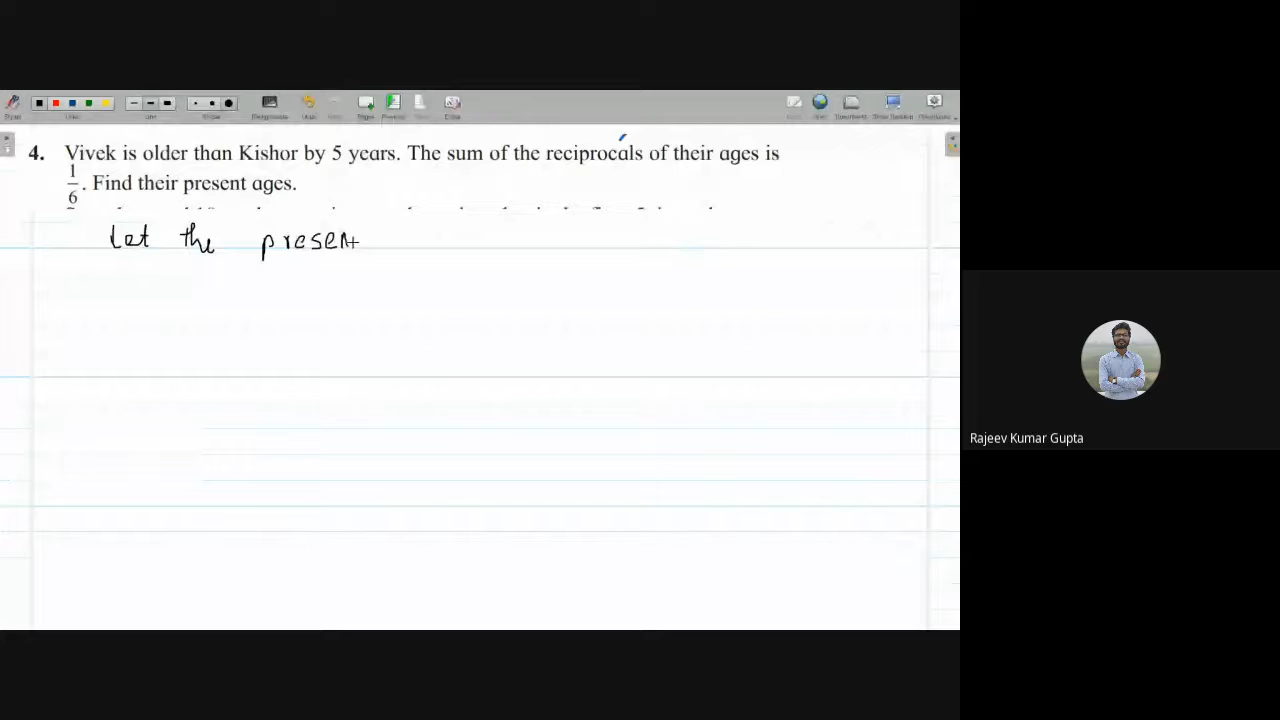 4. Vivek is older than Kishor by 5 years. The sum of the reciprocals of their ages is
1/6. Find their present ages.
Let the present
Rajeev Kumar Gupta